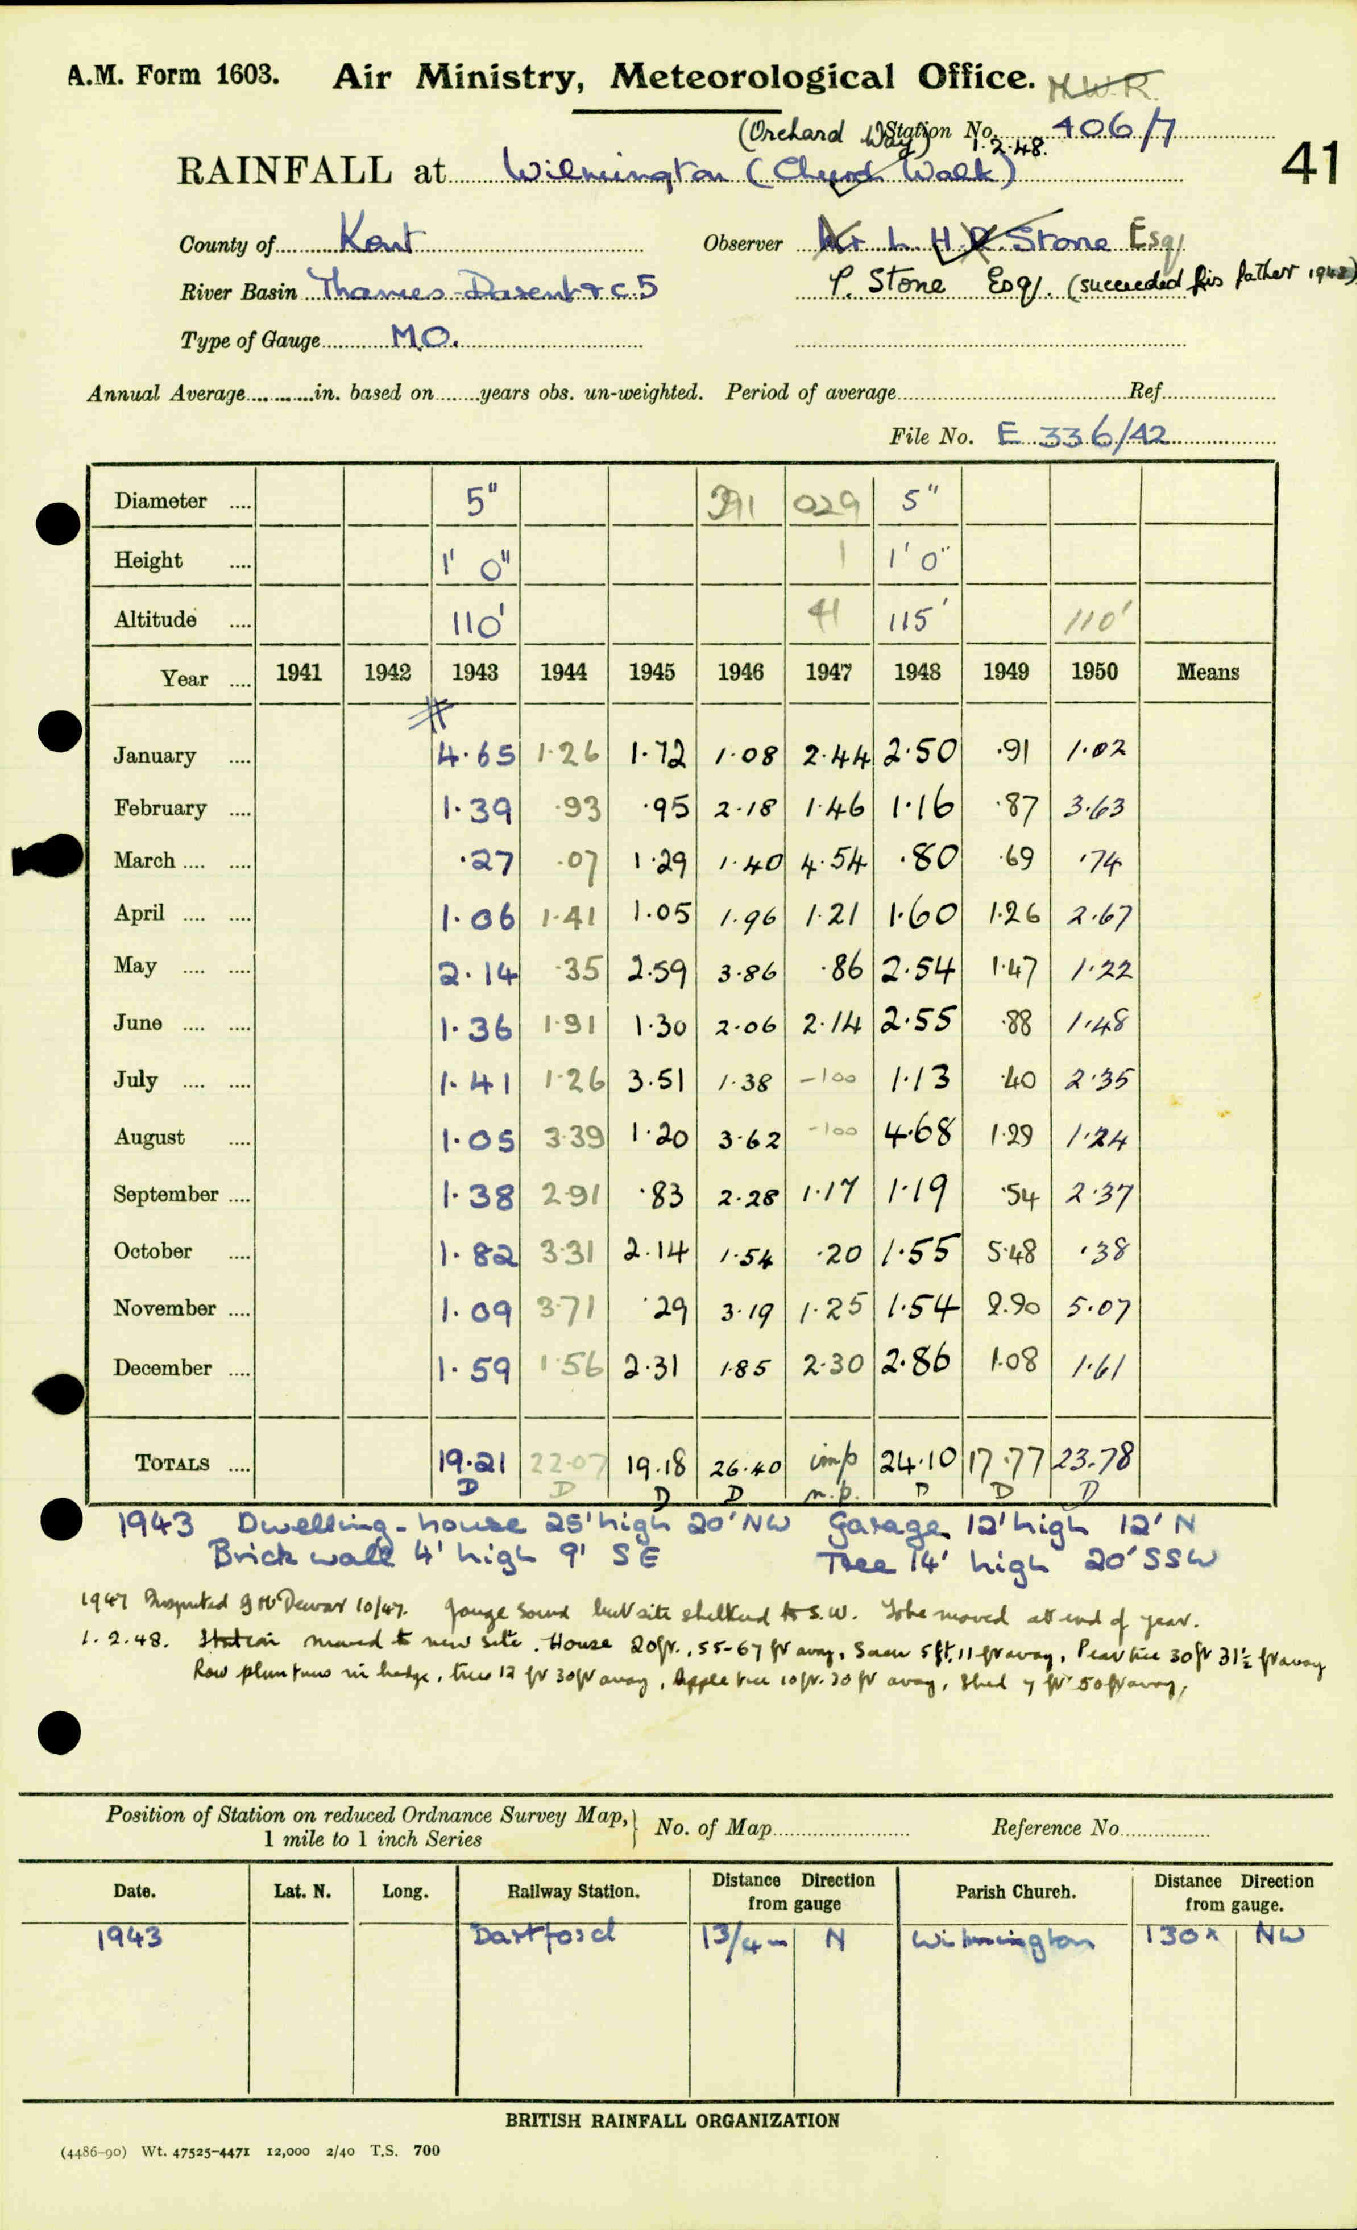 A.M. Form 1603. Air Ministry, Meteorological Office. M.W.R.
(Orchard Way) 1.2.48. Station No. 406/7
RAINFALL at Wilmington (Church Walk) 41
County of Kent Observer Mr L. H. R. Stone Esq
River Basin Thames-Darent & C5 P. Stone Esq. (succeeded his father 1948)
Type of Gauge M.O.
Annual Average in. based on years obs. un-weighted. Period of average Ref.
File No. E 336/42
Diameter 5" 391 029 5"
Height 1' 0" 1 1' 0"
Altitude 110' 41 115' 110'
Year 1941 1942 1943 1944 1945 1946 1947 1948 1949 1950 Means
January 4.65 1.26 1.72 1.08 2.44 2.50 .91 1.02
February 1.39 .93 .95 2.18 1.46 1.16 .87 3.63
March .27 .07 1.29 1.40 4.54 .80 .69 .74
April 1.06 1.41 1.05 1.96 1.21 1.60 1.26 2.67
May 2.14 .35 2.59 3.86 .86 2.54 1.47 1.22
June 1.36 1.91 1.30 2.06 2.14 2.55 .88 1.48
July 1.41 1.26 3.51 1.38 -100 1.13 .40 2.35
August 1.05 3.39 1.20 3.62 -100 4.68 1.29 1.24
September 1.38 2.91 .83 2.28 1.17 1.19 .54 2.37
October 1.82 3.31 2.14 1.54 .20 1.55 5.48 .38
November 1.09 3.71 .29 3.19 1.25 1.54 2.90 5.07
December 1.59 1.56 2.31 1.85 2.30 2.86 1.08 1.61
TOTALS 19.21 22.07 19.18 26.40 imp 24.10 17.77 23.78
D D D D n.p. D D D
1943 Dwelling-house 25' high 20' NW Garage 12' high 12' N
Brick wall 4' high 9' SE Tree 14' high 20' SSW
1947 Inspected Dewar 10/47. Gauge sound but site sheltered to S.W. To be moved at end of year.
1.2.48. Station moved to new site. House 20ft., 55-67 ft away, 5ft. 11 ft away, Pear tree 30ft 31½ ft away
Row plum trees in hedge, trees 12 ft 30ft away, Apple tree 10ft. 20 ft away, Shed 7 ft 50ft away,
Position of Station on reduced Ordnance Survey Map, No. of Map Reference No.
1 mile to 1 inch Series
Date. Lat. N. Long. Railway Station. Distance Direction from gauge Parish Church. Distance Direction from gauge.
1943 Dartford 1 3/4 m N Wilmington 130x NW
BRITISH RAINFALL ORGANIZATION
(4486-90) Wt. 47525-4471 12,000 2/40 T.S. 700